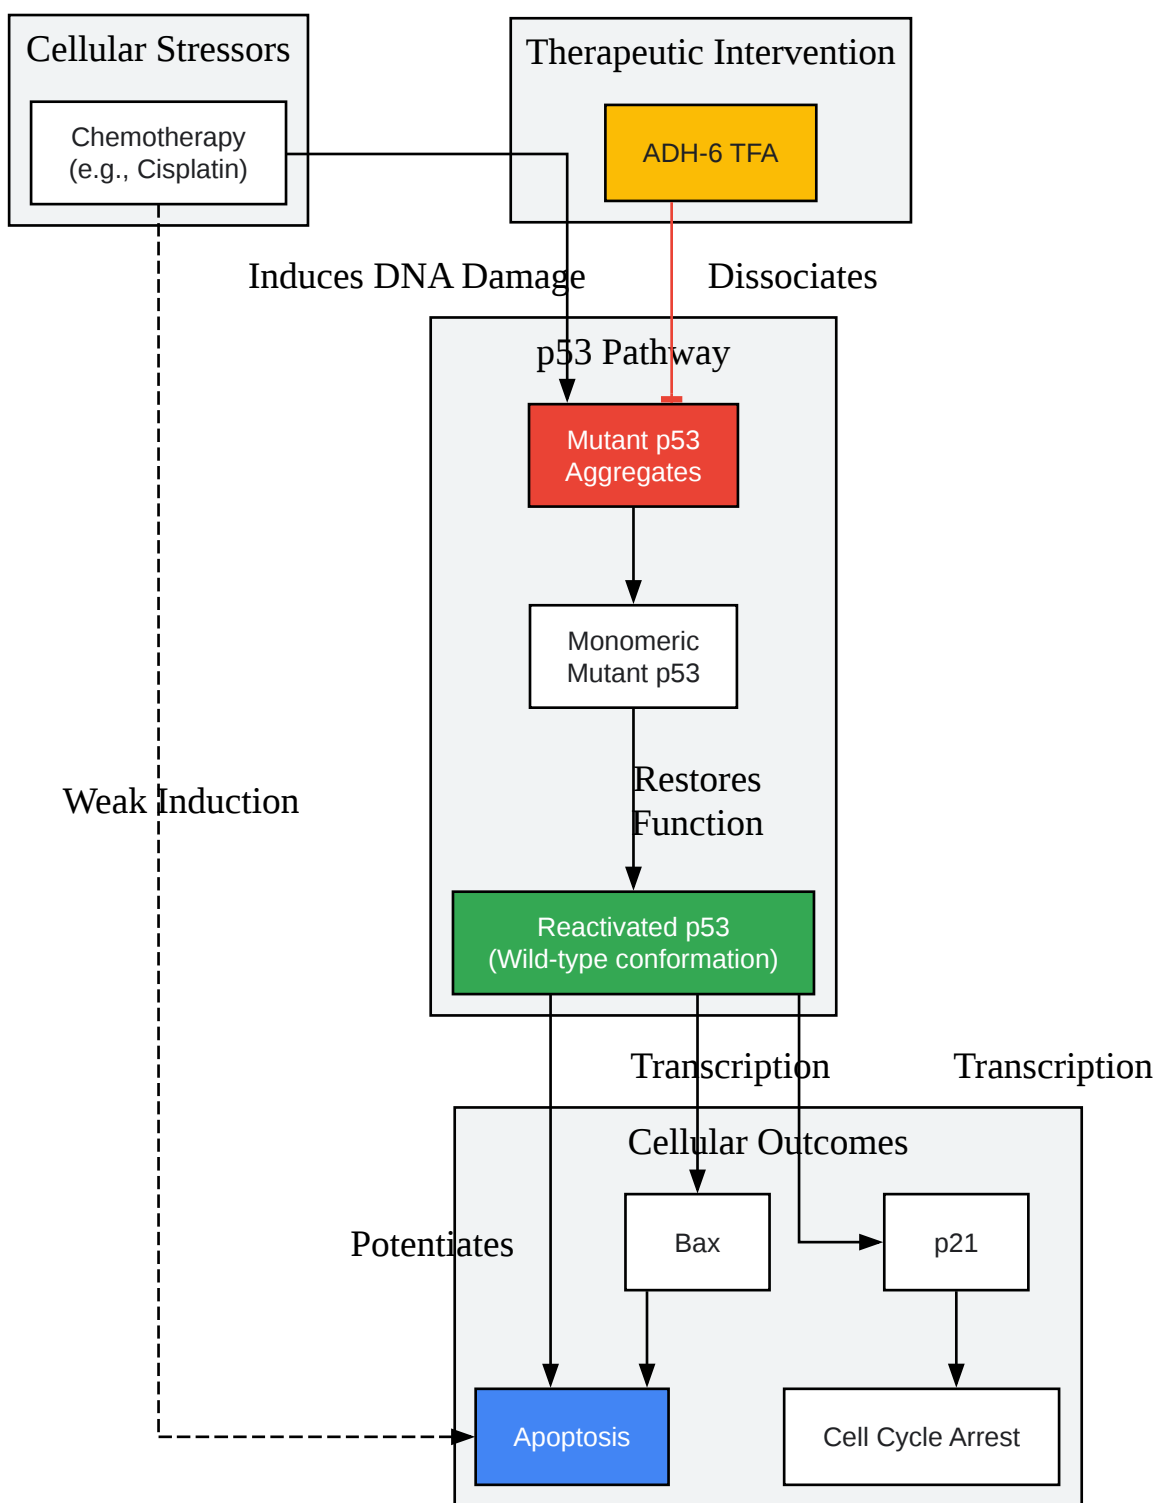 Cellular Stressors
Therapeutic Intervention
Chemotherapy
(e.g., Cisplatin)
ADH-6 TFA
Induces DNA Damage
Dissociates
p53 Pathway
Mutant p53
Aggregates
Monomeric
Mutant p53
Restores
Function
Weak Induction
Reactivated p53
(Wild-type conformation)
Transcription
Transcription
Cellular Outcomes
Potentiates
Bax
p21
Apoptosis
Cell Cycle Arrest